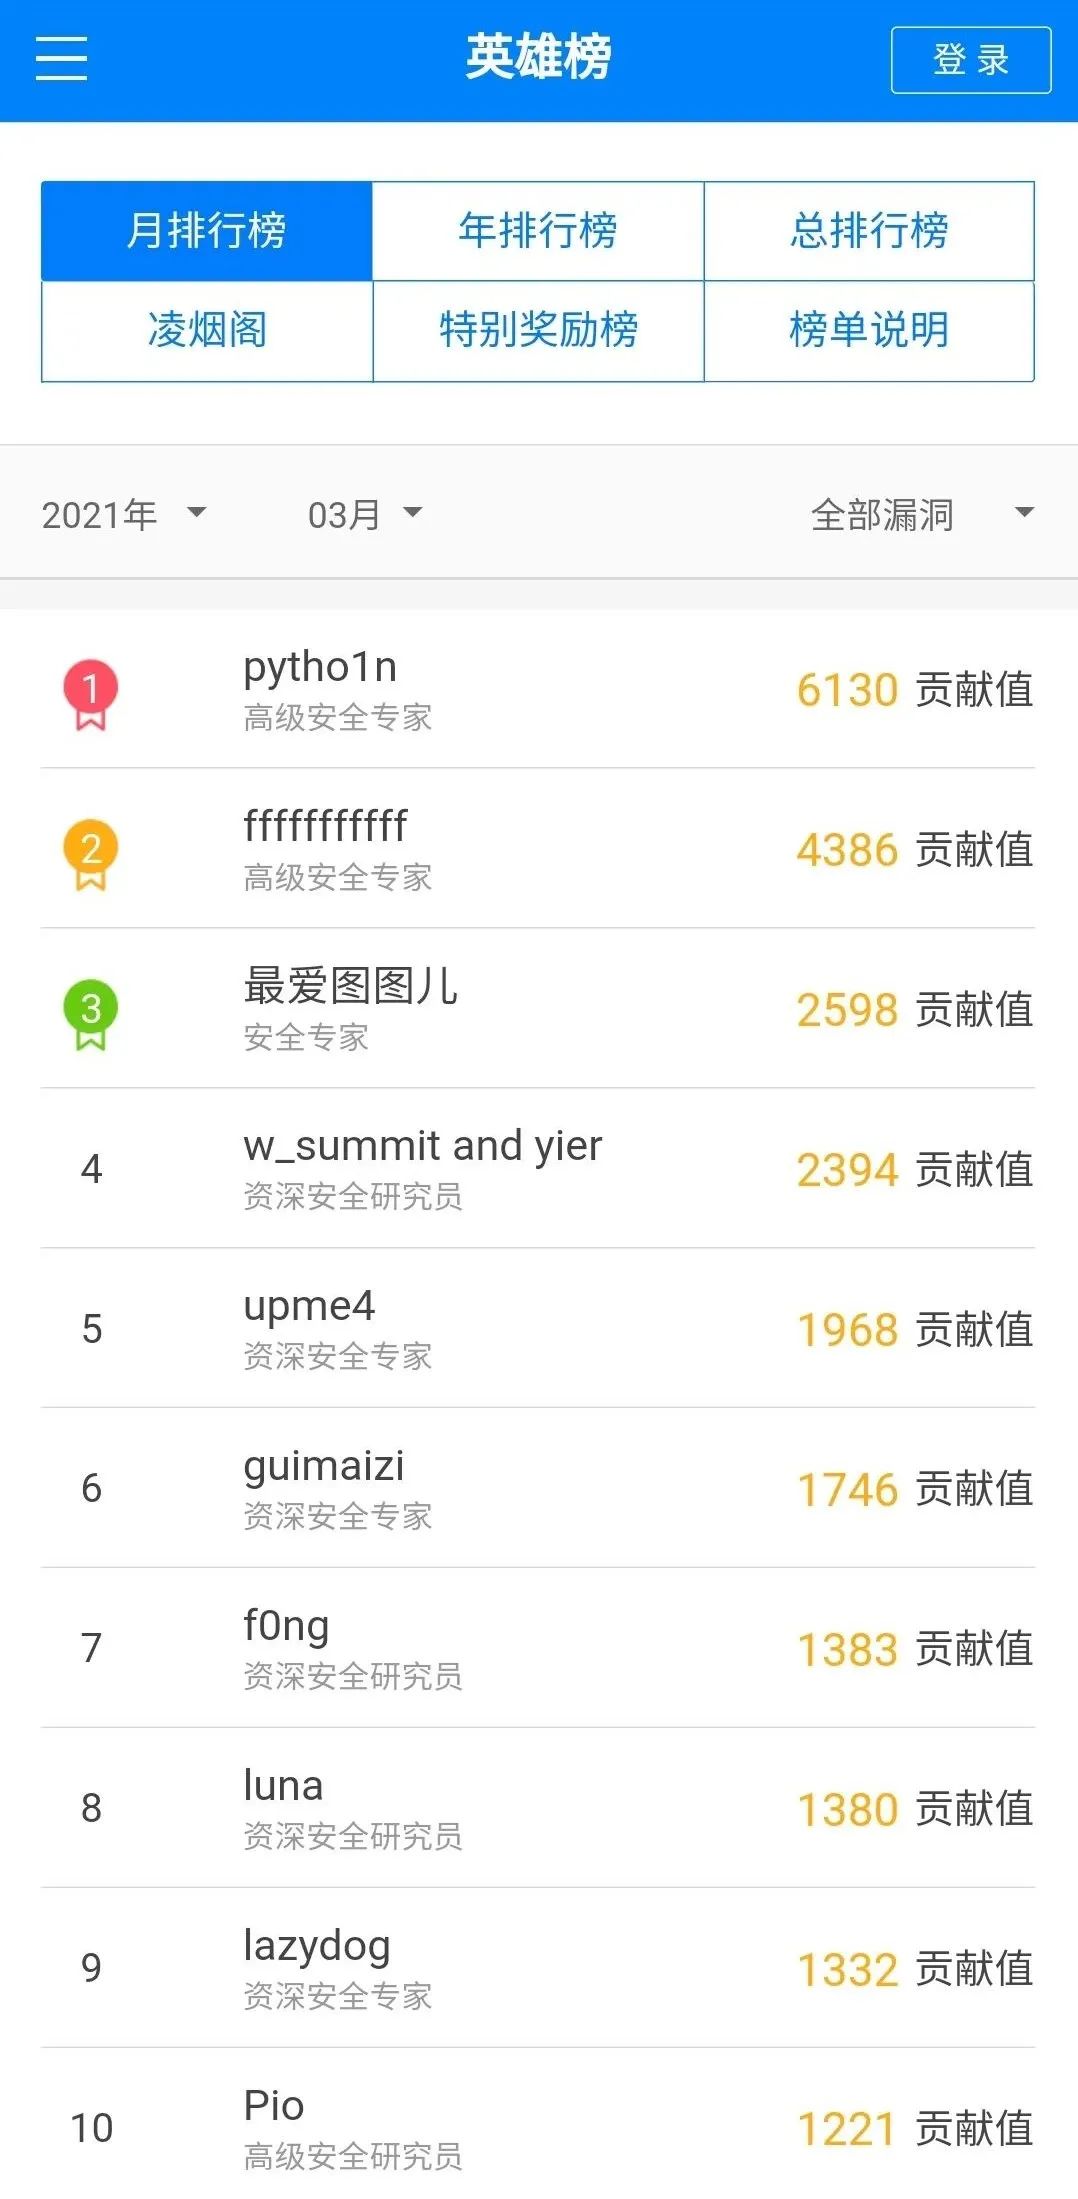 英雄榜
登 录
月排行榜 年排行榜 总排行榜
凌烟阁 特别奖励榜 榜单说明
2021年 03月 全部漏洞
1 pytho1n 6130 贡献值
高级安全专家
2 fffffffffff 4386 贡献值
高级安全专家
3 最爱图图儿 2598 贡献值
安全专家
4 w_summit and yier 2394 贡献值
资深安全研究员
5 upme4 1968 贡献值
资深安全专家
6 guimaizi 1746 贡献值
资深安全专家
7 f0ng 1383 贡献值
资深安全研究员
8 luna 1380 贡献值
资深安全研究员
9 lazydog 1332 贡献值
资深安全专家
10 Pio 1221 贡献值
高级安全研究员